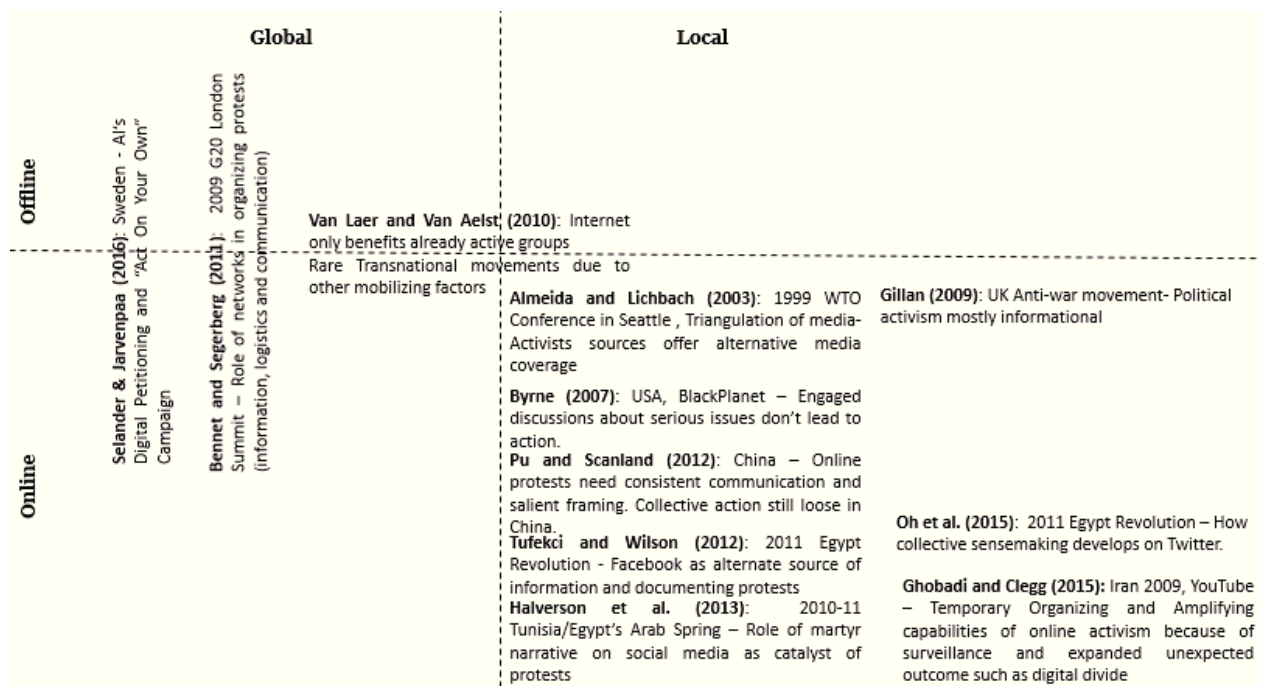 Global
Local
Offline
Online
Selander & Jarvenpaa (2016): Sweden - AI's
Digital Petitioning and "Act On Your Own"
Campaign
Bennet and Segerberg (2011): 2009 G20 London
Summit – Role of networks in organizing protests
(information, logistics and communication)
Van Laer and Van Aelst (2010): Internet
only benefits already active groups
Rare Transnational movements due to
other mobilizing factors
Almeida and Lichbach (2003): 1999 WTO
Conference in Seattle , Triangulation of media-
Activists sources offer alternative media
coverage
Byrne (2007): USA, BlackPlanet – Engaged
discussions about serious issues don't lead to
action.
Pu and Scanland (2012): China – Online
protests need consistent communication and
salient framing. Collective action still loose in
China.
Tufekci and Wilson (2012): 2011 Egypt
Revolution - Facebook as alternate source of
information and documenting protests
Halverson et al. (2013): 2010-11
Tunisia/Egypt's Arab Spring – Role of martyr
narrative on social media as catalyst of
protests
Gillan (2009): UK Anti-war movement- Political
activism mostly informational
Oh et al. (2015): 2011 Egypt Revolution – How
collective sensemaking develops on Twitter.
Ghobadi and Clegg (2015): Iran 2009, YouTube
– Temporary Organizing and Amplifying
capabilities of online activism because of
surveillance and expanded unexpected
outcome such as digital divide